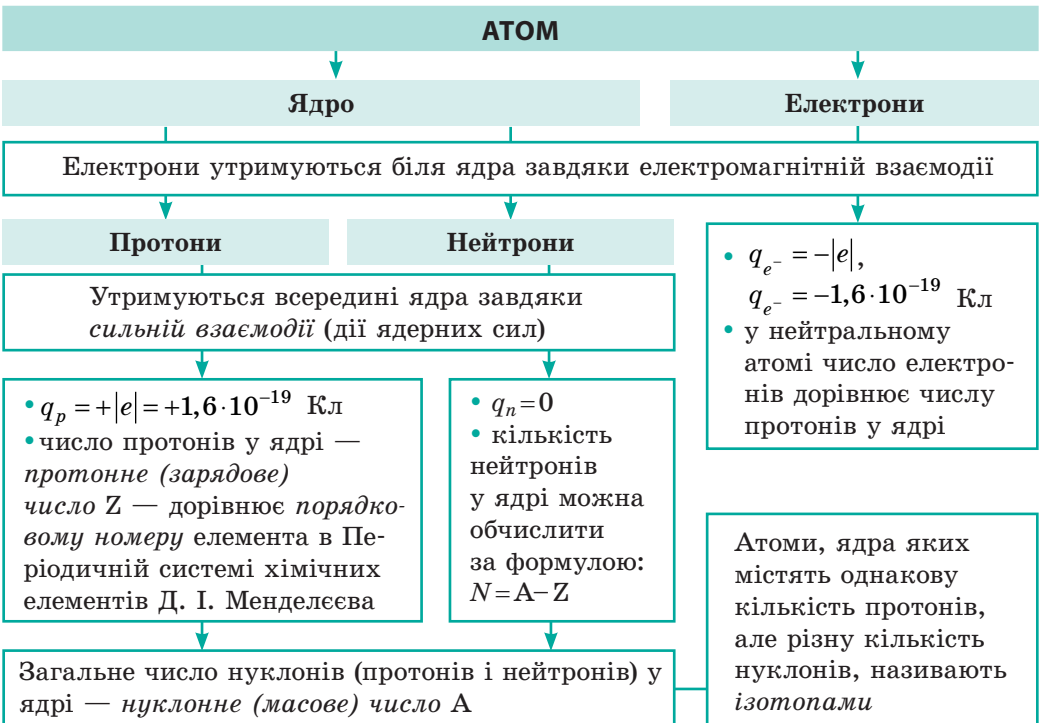 АТОМ
Ядро
Електрони
Електрони утримуються біля ядра завдяки електромагнітній взаємодії
Протони
Нейтрони
Утримуються всередині ядра завдяки
сильній взаємодії (дії ядерних сил)
• q_{e⁻} = −|e|,
q_{e⁻} = −1,6·10⁻¹⁹ Кл
• у нейтральному
атомі число електро-
нів дорівнює числу
протонів у ядрі
• q_p = +|e| = +1,6·10⁻¹⁹ Кл
• число протонів у ядрі —
протонне (зарядове)
число Z — дорівнює порядко-
вому номеру елемента в Пе-
ріодичній системі хімічних
елементів Д. І. Менделєєва
• q_n = 0
• кількість
нейтронів
у ядрі можна
обчислити
за формулою:
N = A − Z
Загальне число нуклонів (протонів і нейтронів) у
ядрі — нуклонне (масове) число A
Атоми, ядра яких
містять однакову
кількість протонів,
але різну кількість
нуклонів, називають
ізотопами